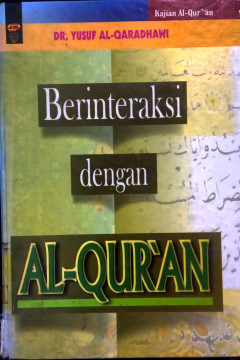 Kajian Al-Qur'an
DR. YUSUF AL-QARADHAWI
Berinteraksi
dengan
AL-QUR'AN